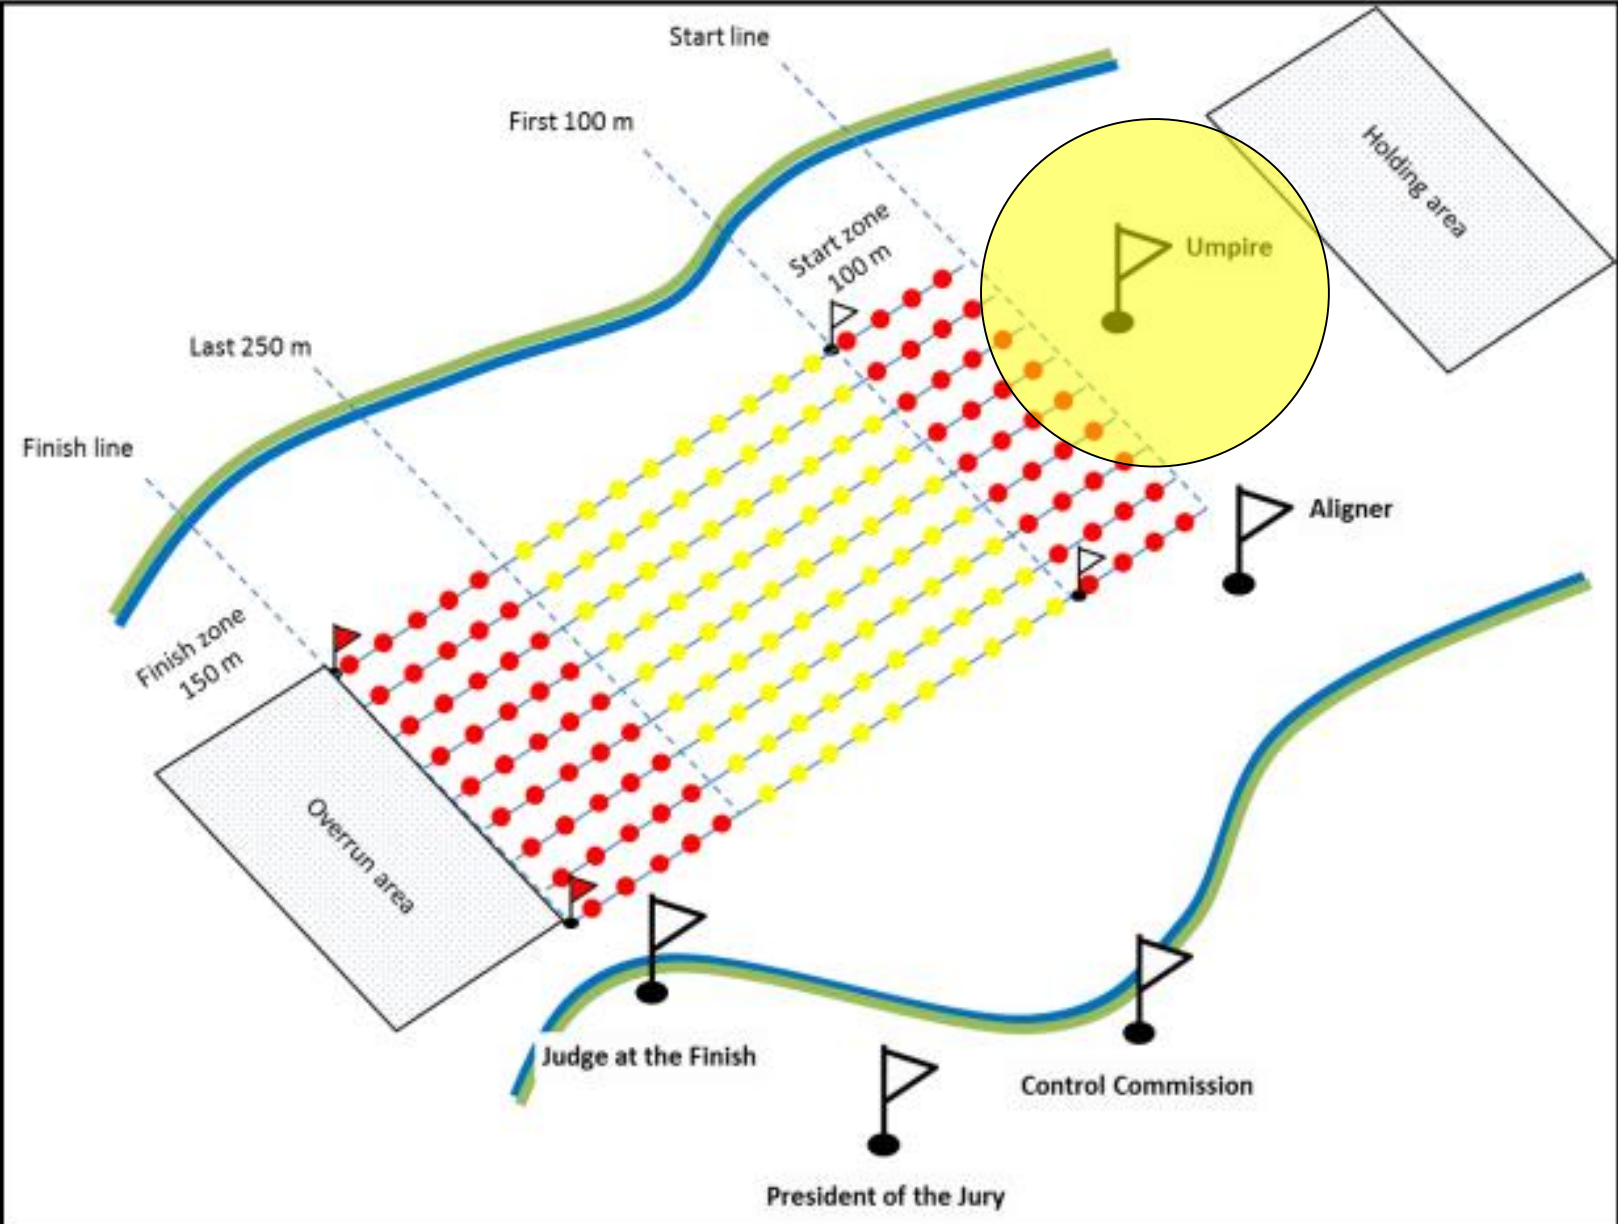 Start line
First 100 m
Holding area
Start zone
100 m
Umpire
Last 250 m
Finish line
Aligner
Finish zone
150 m
Overrun area
Judge at the Finish
Control Commission
President of the Jury